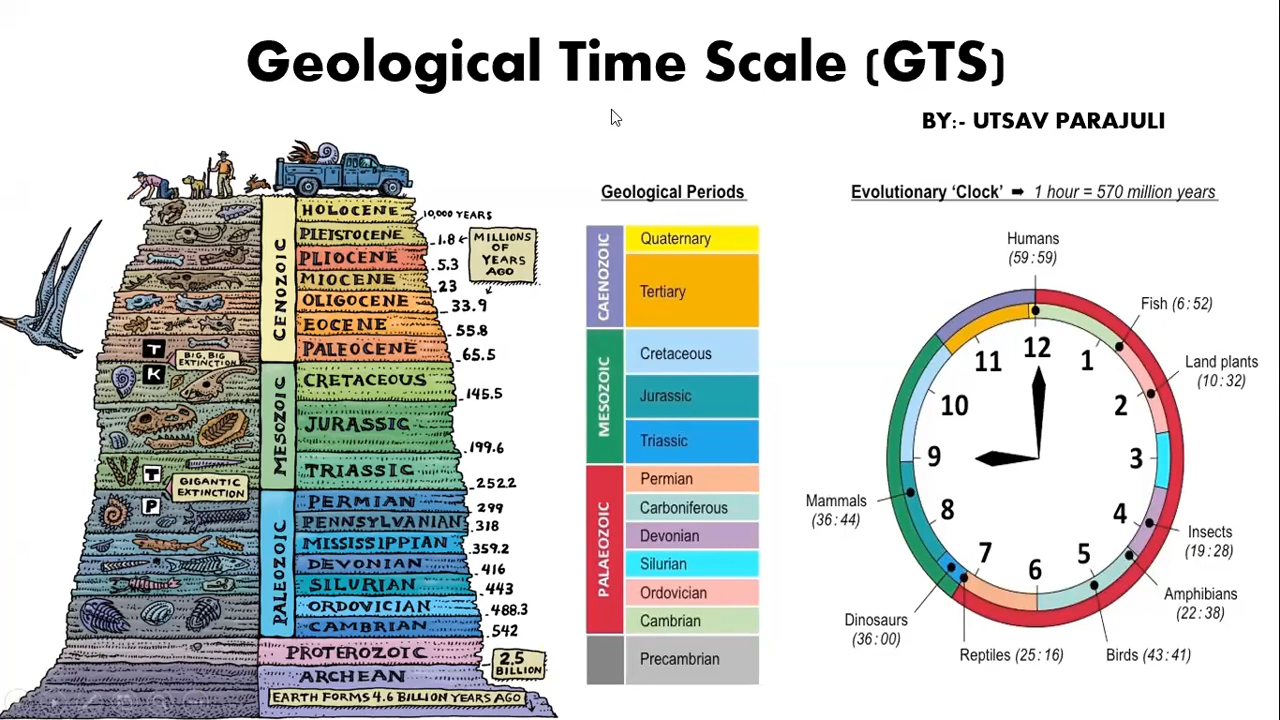 Geological Time Scale (GTS)
BY:- UTSAV PARAJULI
CENOZOIC
HOLOCENE
10,000 YEARS
PLEISTOCENE
1.8
MILLIONS
OF
YEARS
AGO
PLIOCENE
5.3
MIOCENE
23
OLIGOCENE
33.9
EOCENE
55.8
PALEOCENE
65.5
T
BIG, BIG
EXTINCTION
K
MESOZOIC
CRETACEOUS
145.5
JURASSIC
199.6
TRIASSIC
252.2
T
GIGANTIC
EXTINCTION
P
PALEOZOIC
PERMIAN
299
PENNSYLVANIAN
318
MISSISSIPPIAN
359.2
DEVONIAN
416
SILURIAN
443
ORDOVICIAN
488.3
CAMBRIAN
542
PROTEROZOIC
2.5
BILLION
ARCHEAN
EARTH FORMS 4.6 BILLION YEARS AGO
Geological Periods
CAENOZOIC
Quaternary
Tertiary
MESOZOIC
Cretaceous
Jurassic
Triassic
PALAEOZOIC
Permian
Carboniferous
Devonian
Silurian
Ordovician
Cambrian
Precambrian
Evolutionary ‘Clock’ ➨ 1 hour = 570 million years
Humans
(59:59)
Fish (6:52)
Land plants
(10:32)
Insects
(19:28)
Amphibians
(22:38)
Birds (43:41)
Reptiles (25:16)
Dinosaurs
(36:00)
Mammals
(36:44)
12
1
2
3
4
5
6
7
8
9
10
11